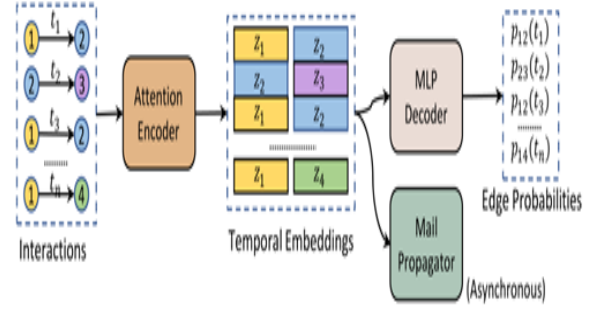 t₁
1 2
t₂
2 3
t₃
1 2
........
tₙ
1 4
Interactions
Attention
Encoder
z₁ z₂
z₂ z₃
z₁ z₂
................
z₁ z₄
Temporal Embeddings
MLP
Decoder
Mail
Propagator
(Asynchronous)
p₁₂(t₁)
p₂₃(t₂)
p₁₂(t₃)
........
p₁₄(tₙ)
Edge Probabilities